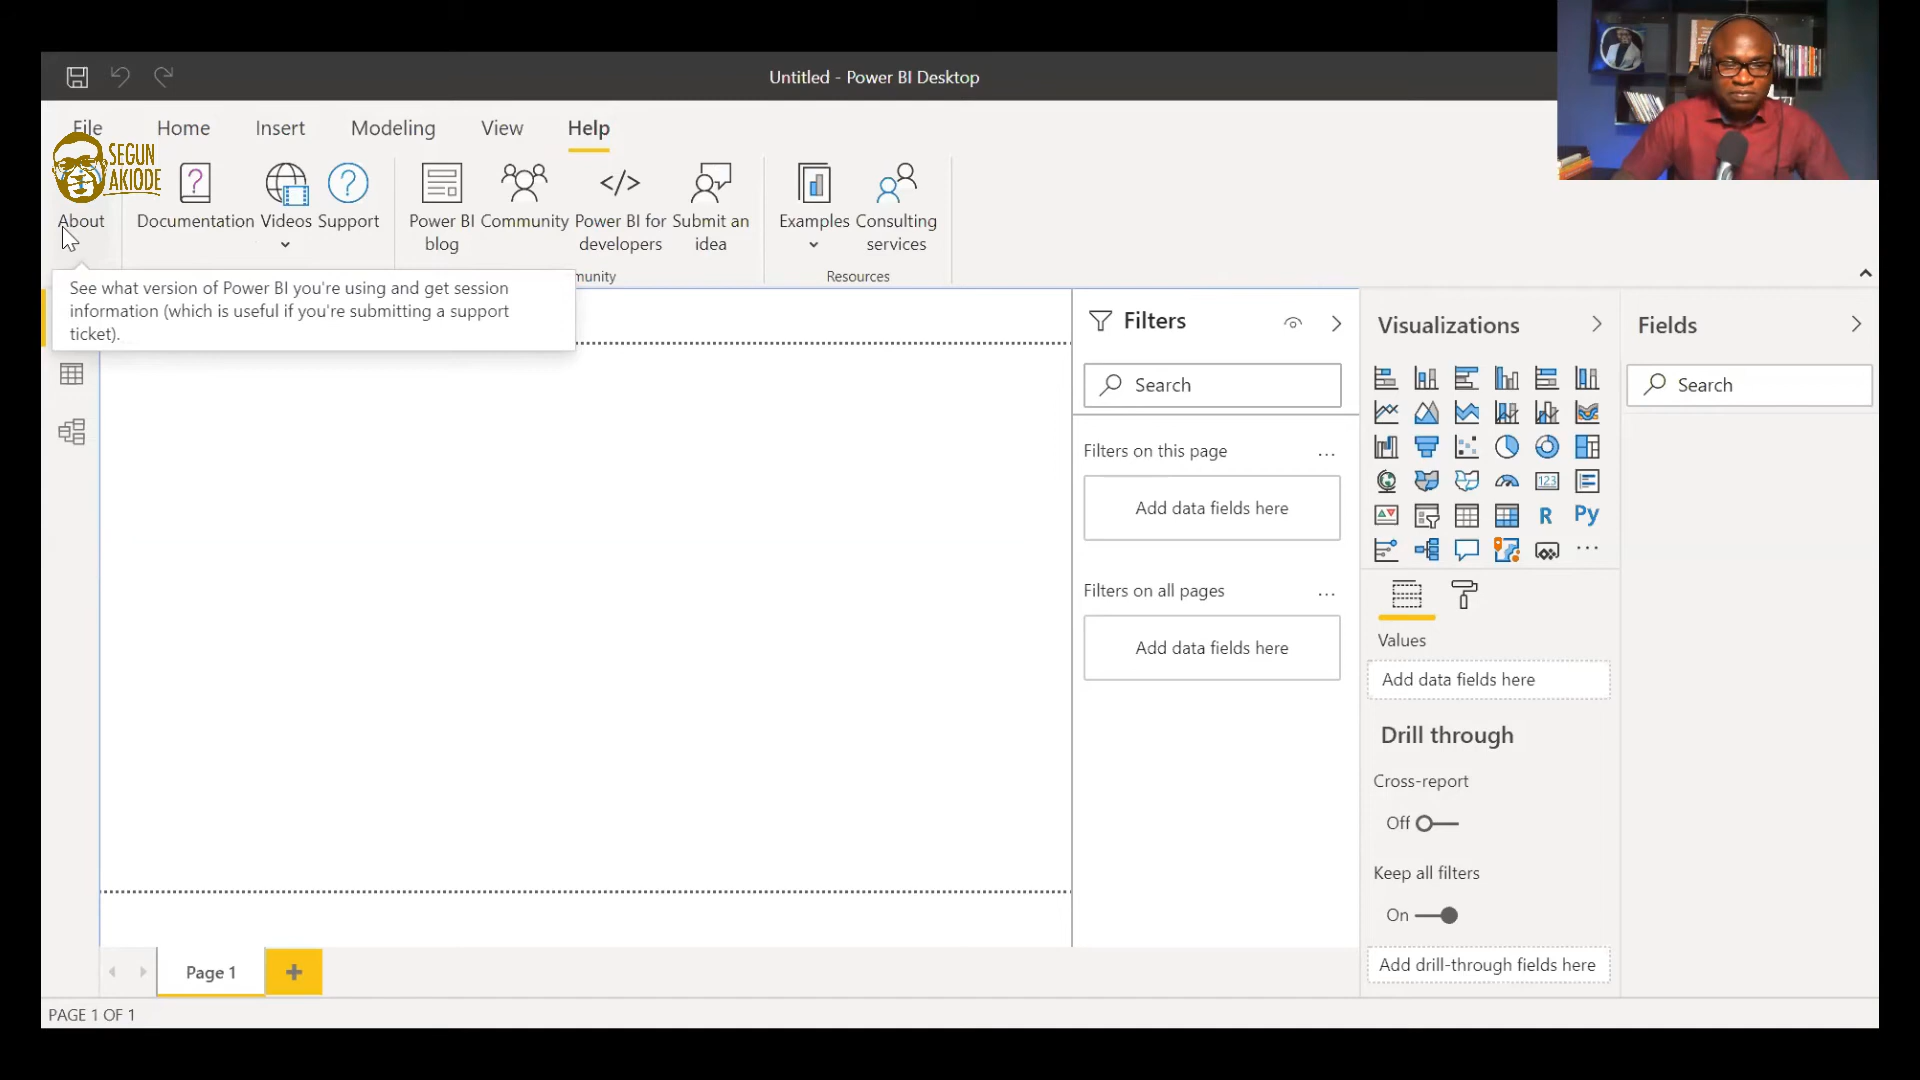 Untitled - Power BI Desktop
File
Home
Insert
Modeling
View
Help
SEGUN
AKIODE
About
Documentation
Videos
Support
Power BI
blog
Community
Power BI for
developers
Submit an
idea
Examples
Consulting
services
munity
Resources
See what version of Power BI you're using and get session
information (which is useful if you're submitting a support
ticket).
Filters
Search
Filters on this page
...
Add data fields here
Filters on all pages
...
Add data fields here
Visualizations
123
R
Py
...
Values
Add data fields here
Drill through
Cross-report
Off
Keep all filters
On
Add drill-through fields here
Fields
Search
Page 1
PAGE 1 OF 1